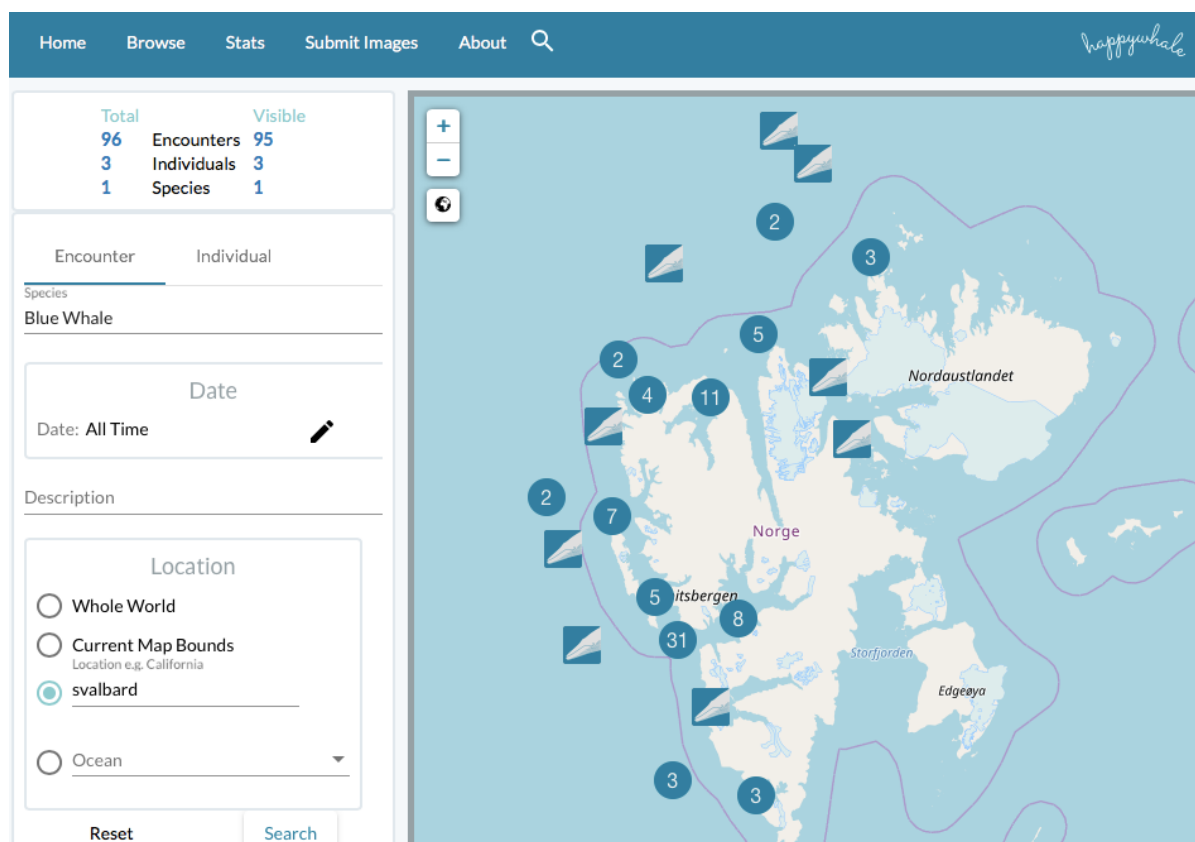 Home Browse Stats Submit Images About happywhale
Total Visible
96 Encounters 95
3 Individuals 3
1 Species 1
Encounter Individual
Species
Blue Whale
Date
Date: All Time
Description
Location
Whole World
Current Map Bounds
Location e.g. California
svalbard
Ocean
Reset Search
+
−
2
3
5
2
4
11
Nordaustlandet
2
7
Norge
5
itsbergen
8
31
Storfjorden
Edgeøya
3
3